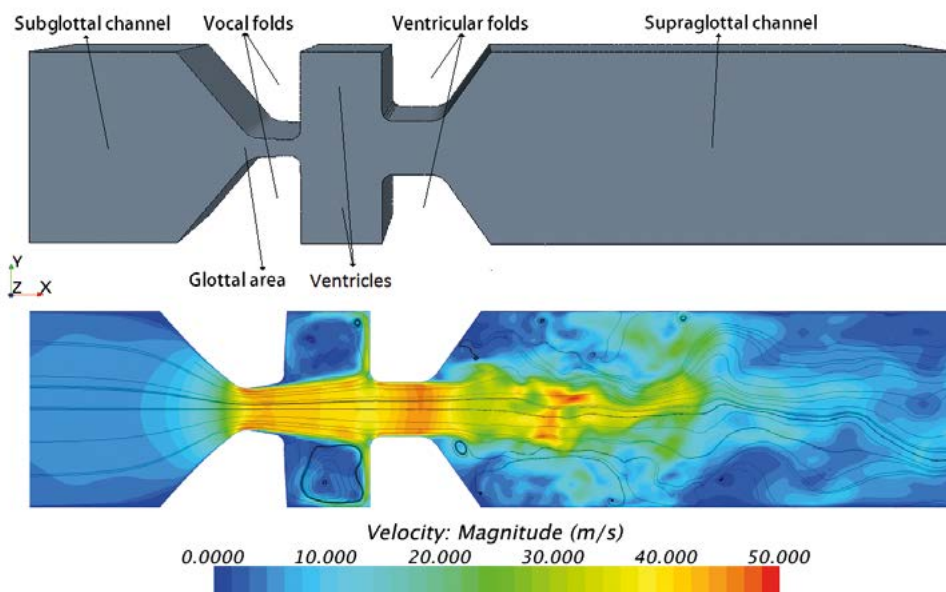 Subglottal channel
Vocal folds
Ventricular folds
Supraglottal channel
Glottal area
Ventricles
Y
Z X
Velocity: Magnitude (m/s)
0.0000 10.000 20.000 30.000 40.000 50.000